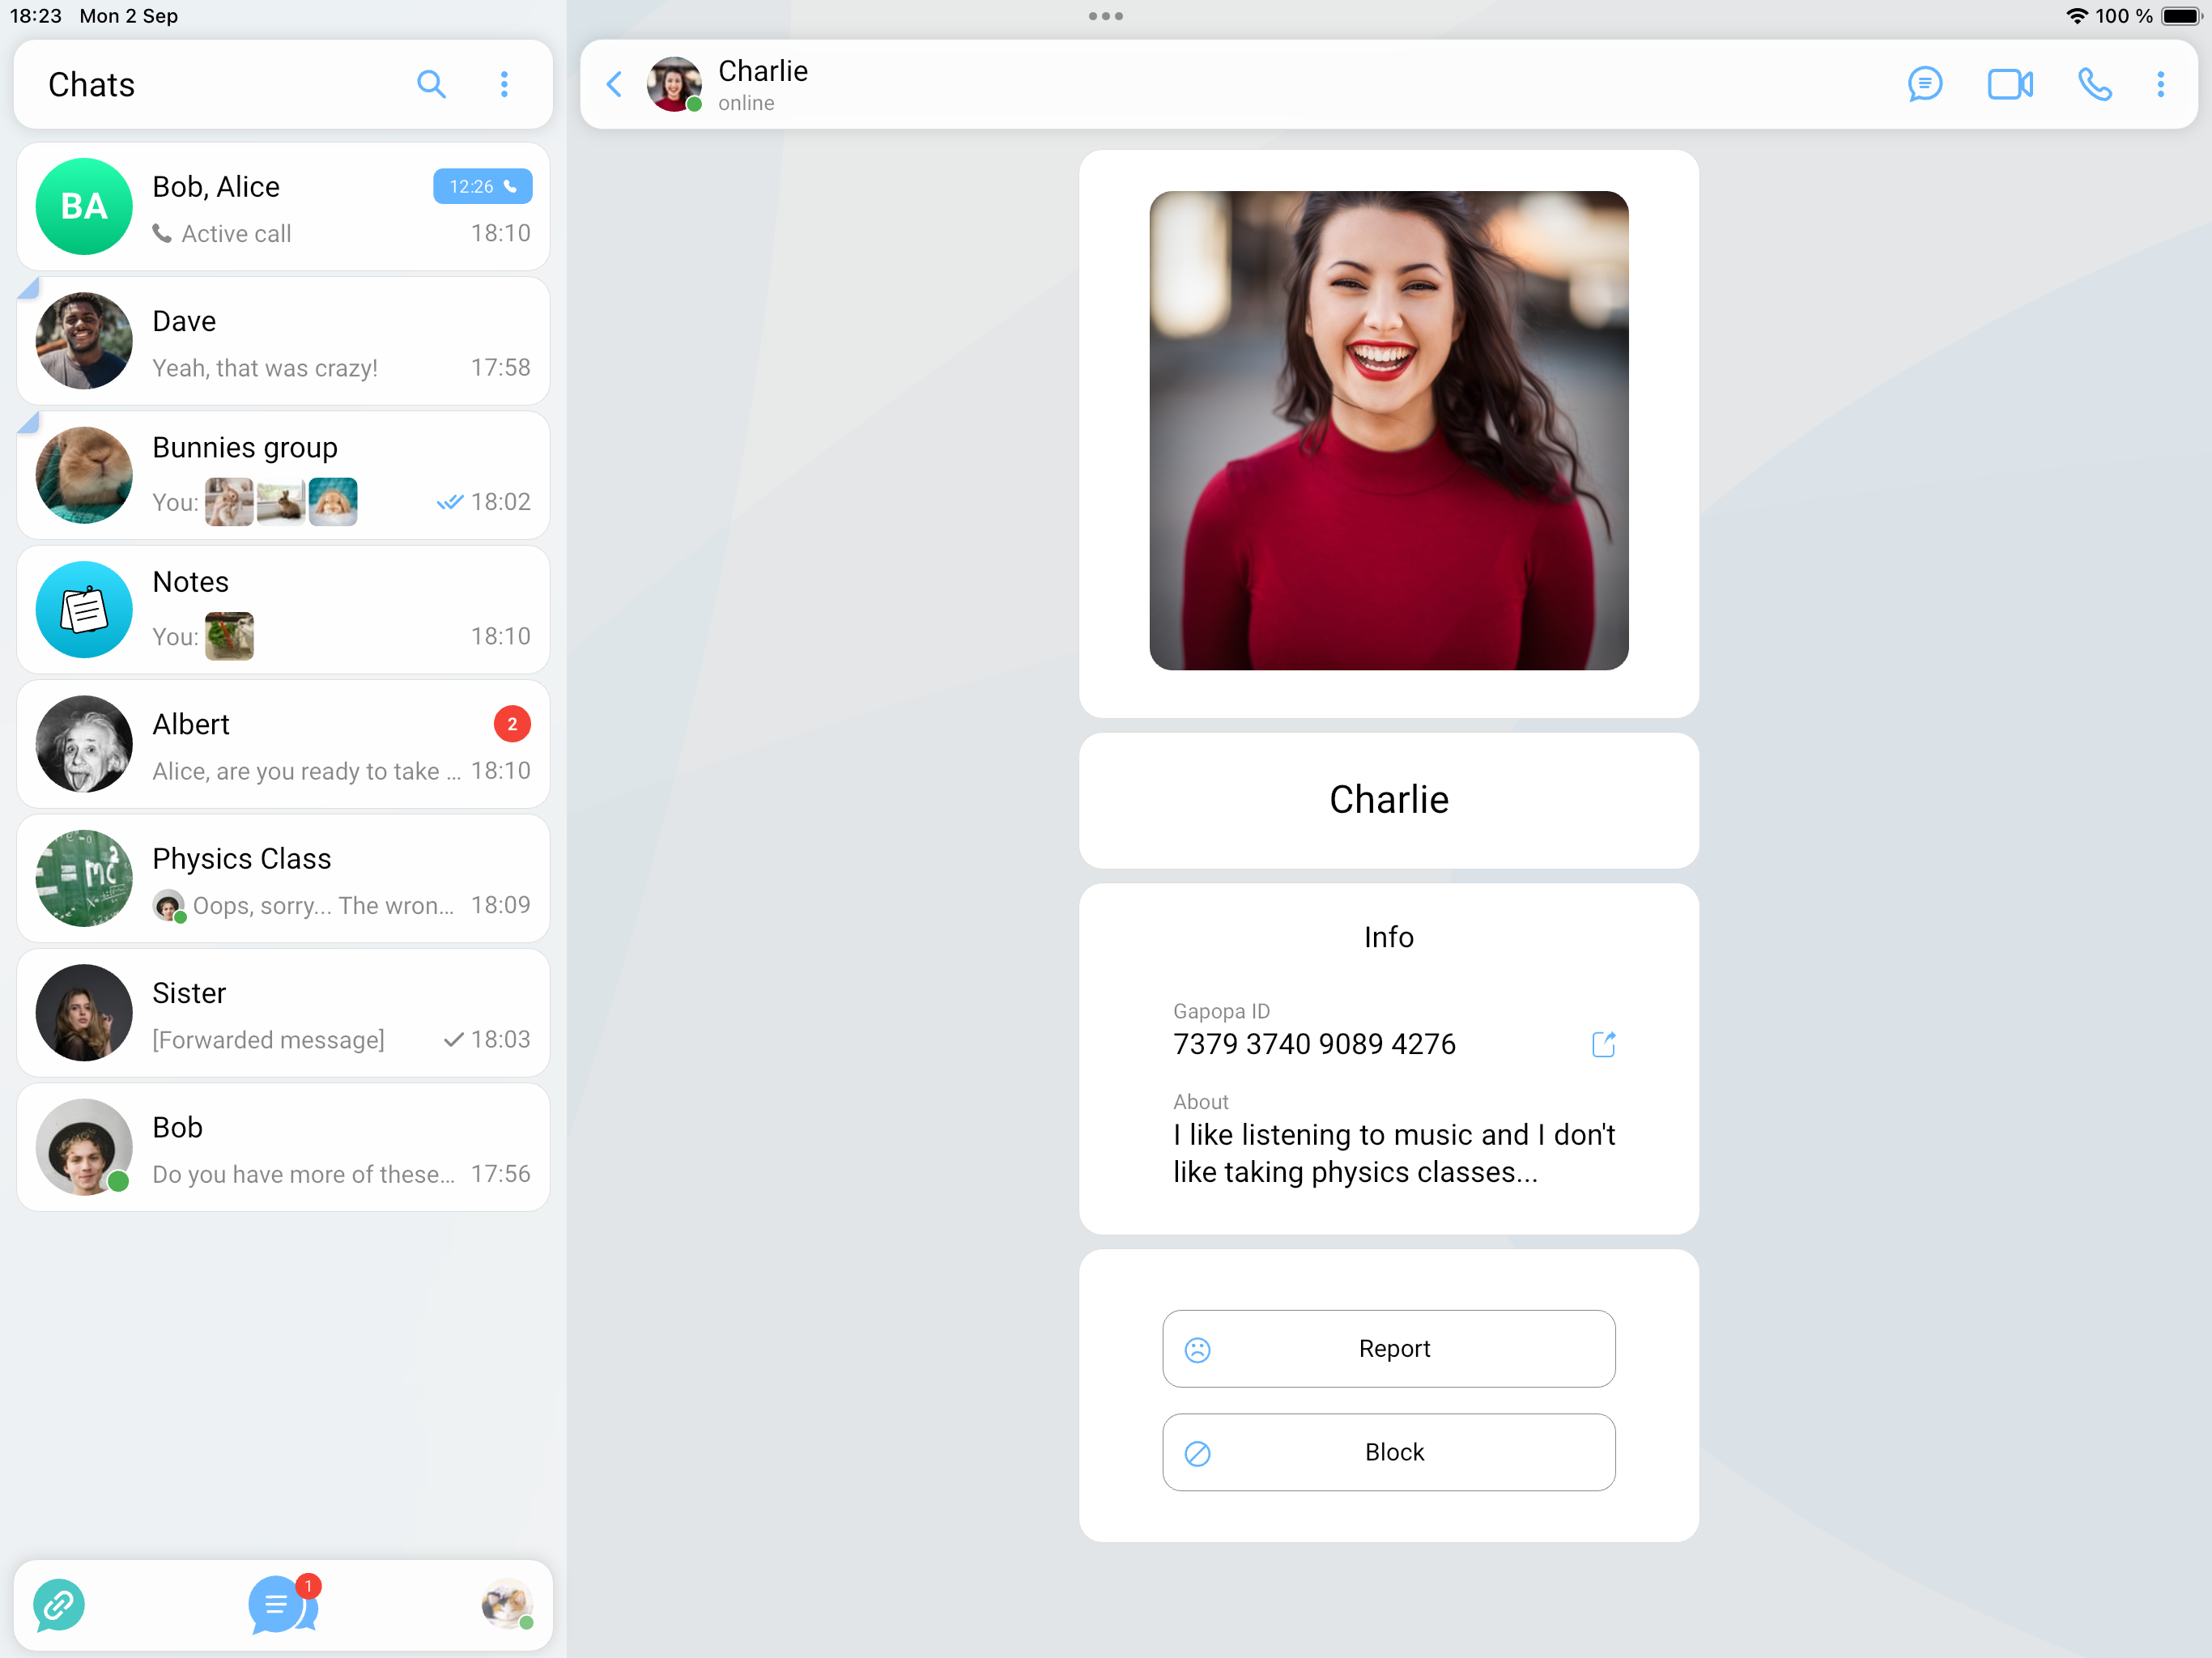 18:23 Mon 2 Sep
100 %
Chats
Bob, Alice
12:26
Active call
18:10
BA
Dave
Yeah, that was crazy!
17:58
Bunnies group
You:
18:02
Notes
You:
18:10
Albert
2
Alice, are you ready to take ...
18:10
Physics Class
= mc²
Oops, sorry... The wron...
18:09
Sister
[Forwarded message]
18:03
Bob
Do you have more of these...
17:56
1
Charlie
online
Charlie
Info
Gapopa ID
7379 3740 9089 4276
About
I like listening to music and I don't
like taking physics classes...
Report
Block